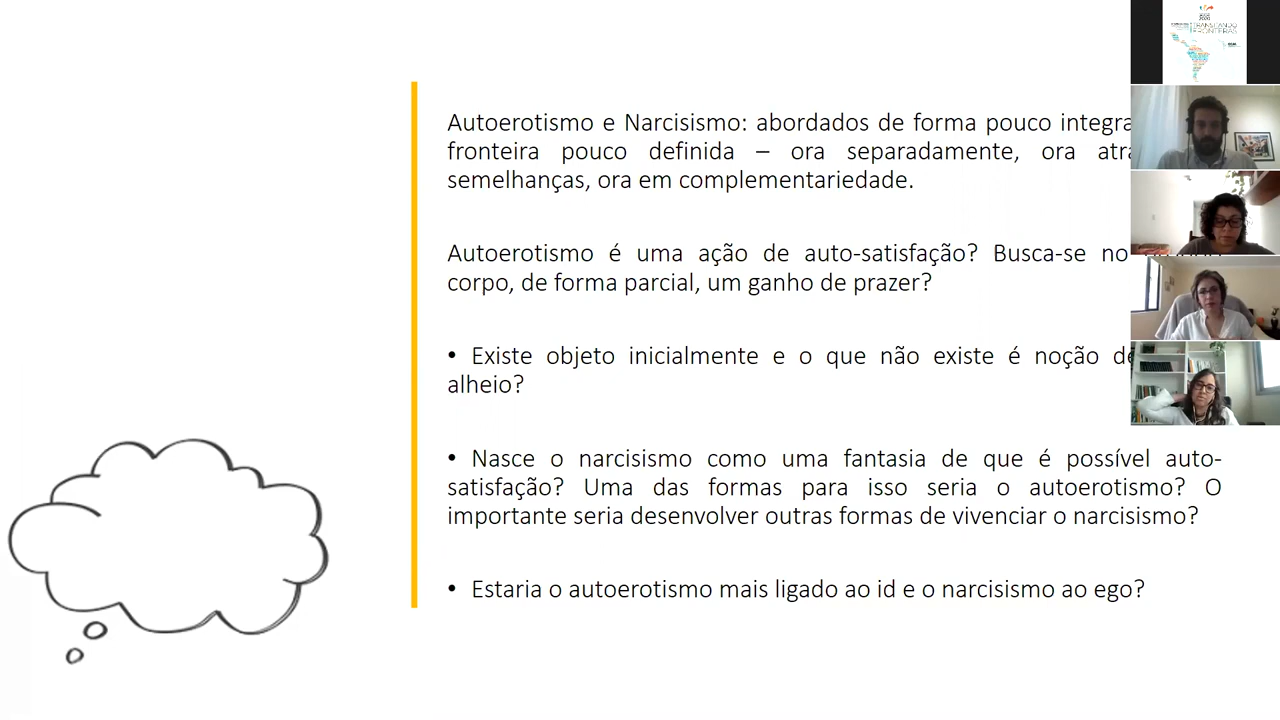 Autoerotismo e Narcisismo: abordados de forma pouco
fronteira pouco definida – ora separadamente, ora
semelhanças, ora em complementariedade.
Autoerotismo é uma ação de auto-satisfação? Busca-se no
corpo, de forma parcial, um ganho de prazer?
• Existe objeto inicialmente e o que não existe é noção
alheio?
• Nasce o narcisismo como uma fantasia de que é possível auto-
satisfação? Uma das formas para isso seria o autoerotismo? O
importante seria desenvolver outras formas de vivenciar o narcisismo?
• Estaria o autoerotismo mais ligado ao id e o narcisismo ao ego?
TRANSITANDO
FRONTEIRAS